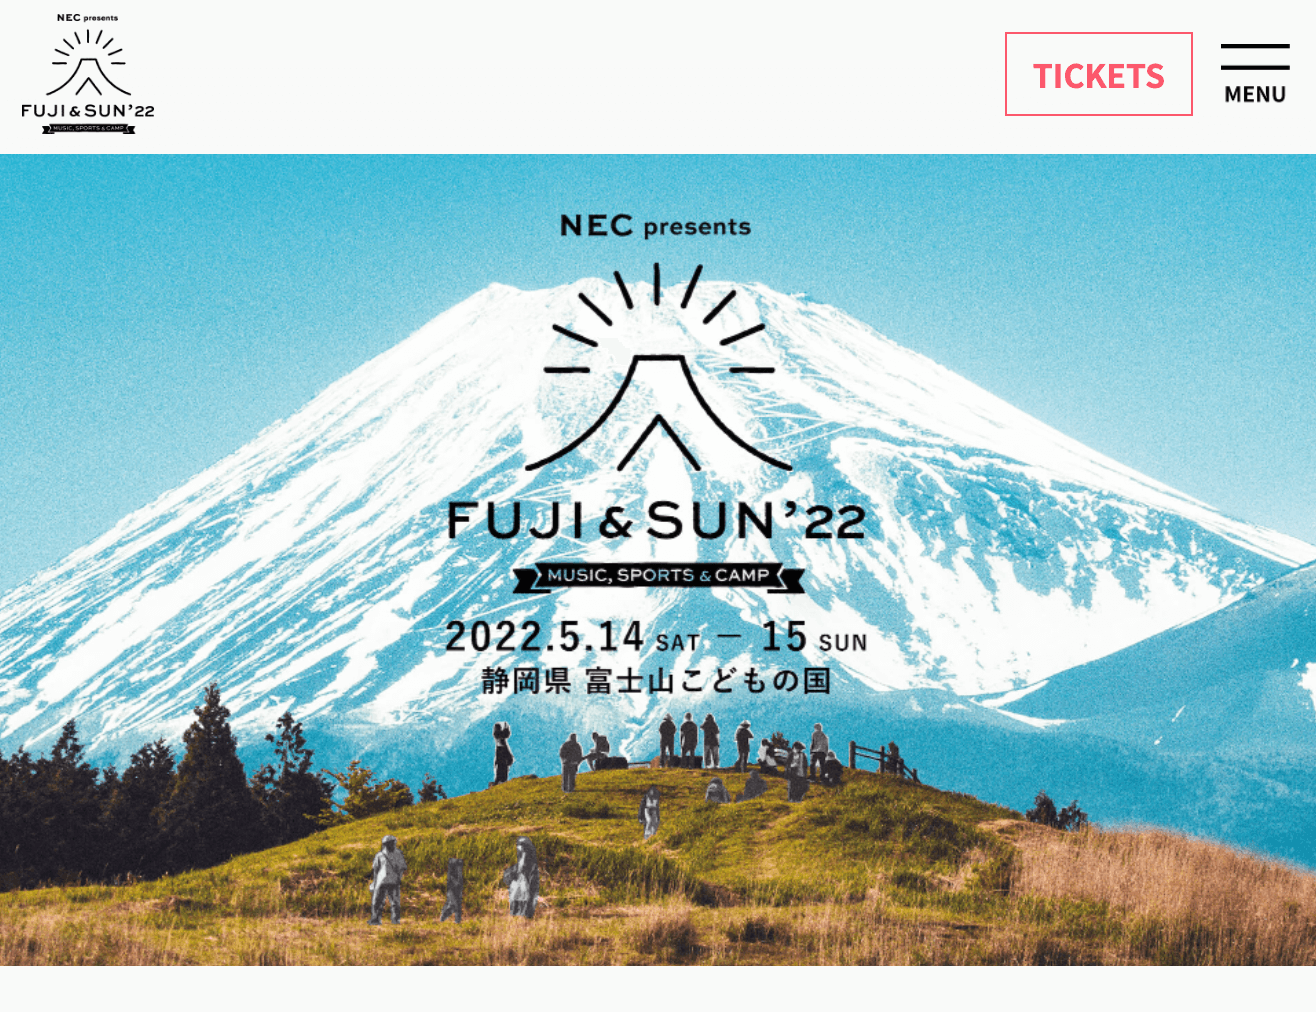 NEC presents
FUJI & SUN'22
MUSIC, SPORTS & CAMP
TICKETS
MENU
NEC presents
FUJI & SUN'22
MUSIC, SPORTS & CAMP
2022.5.14 SAT — 15 SUN
静岡県 富士山こどもの国